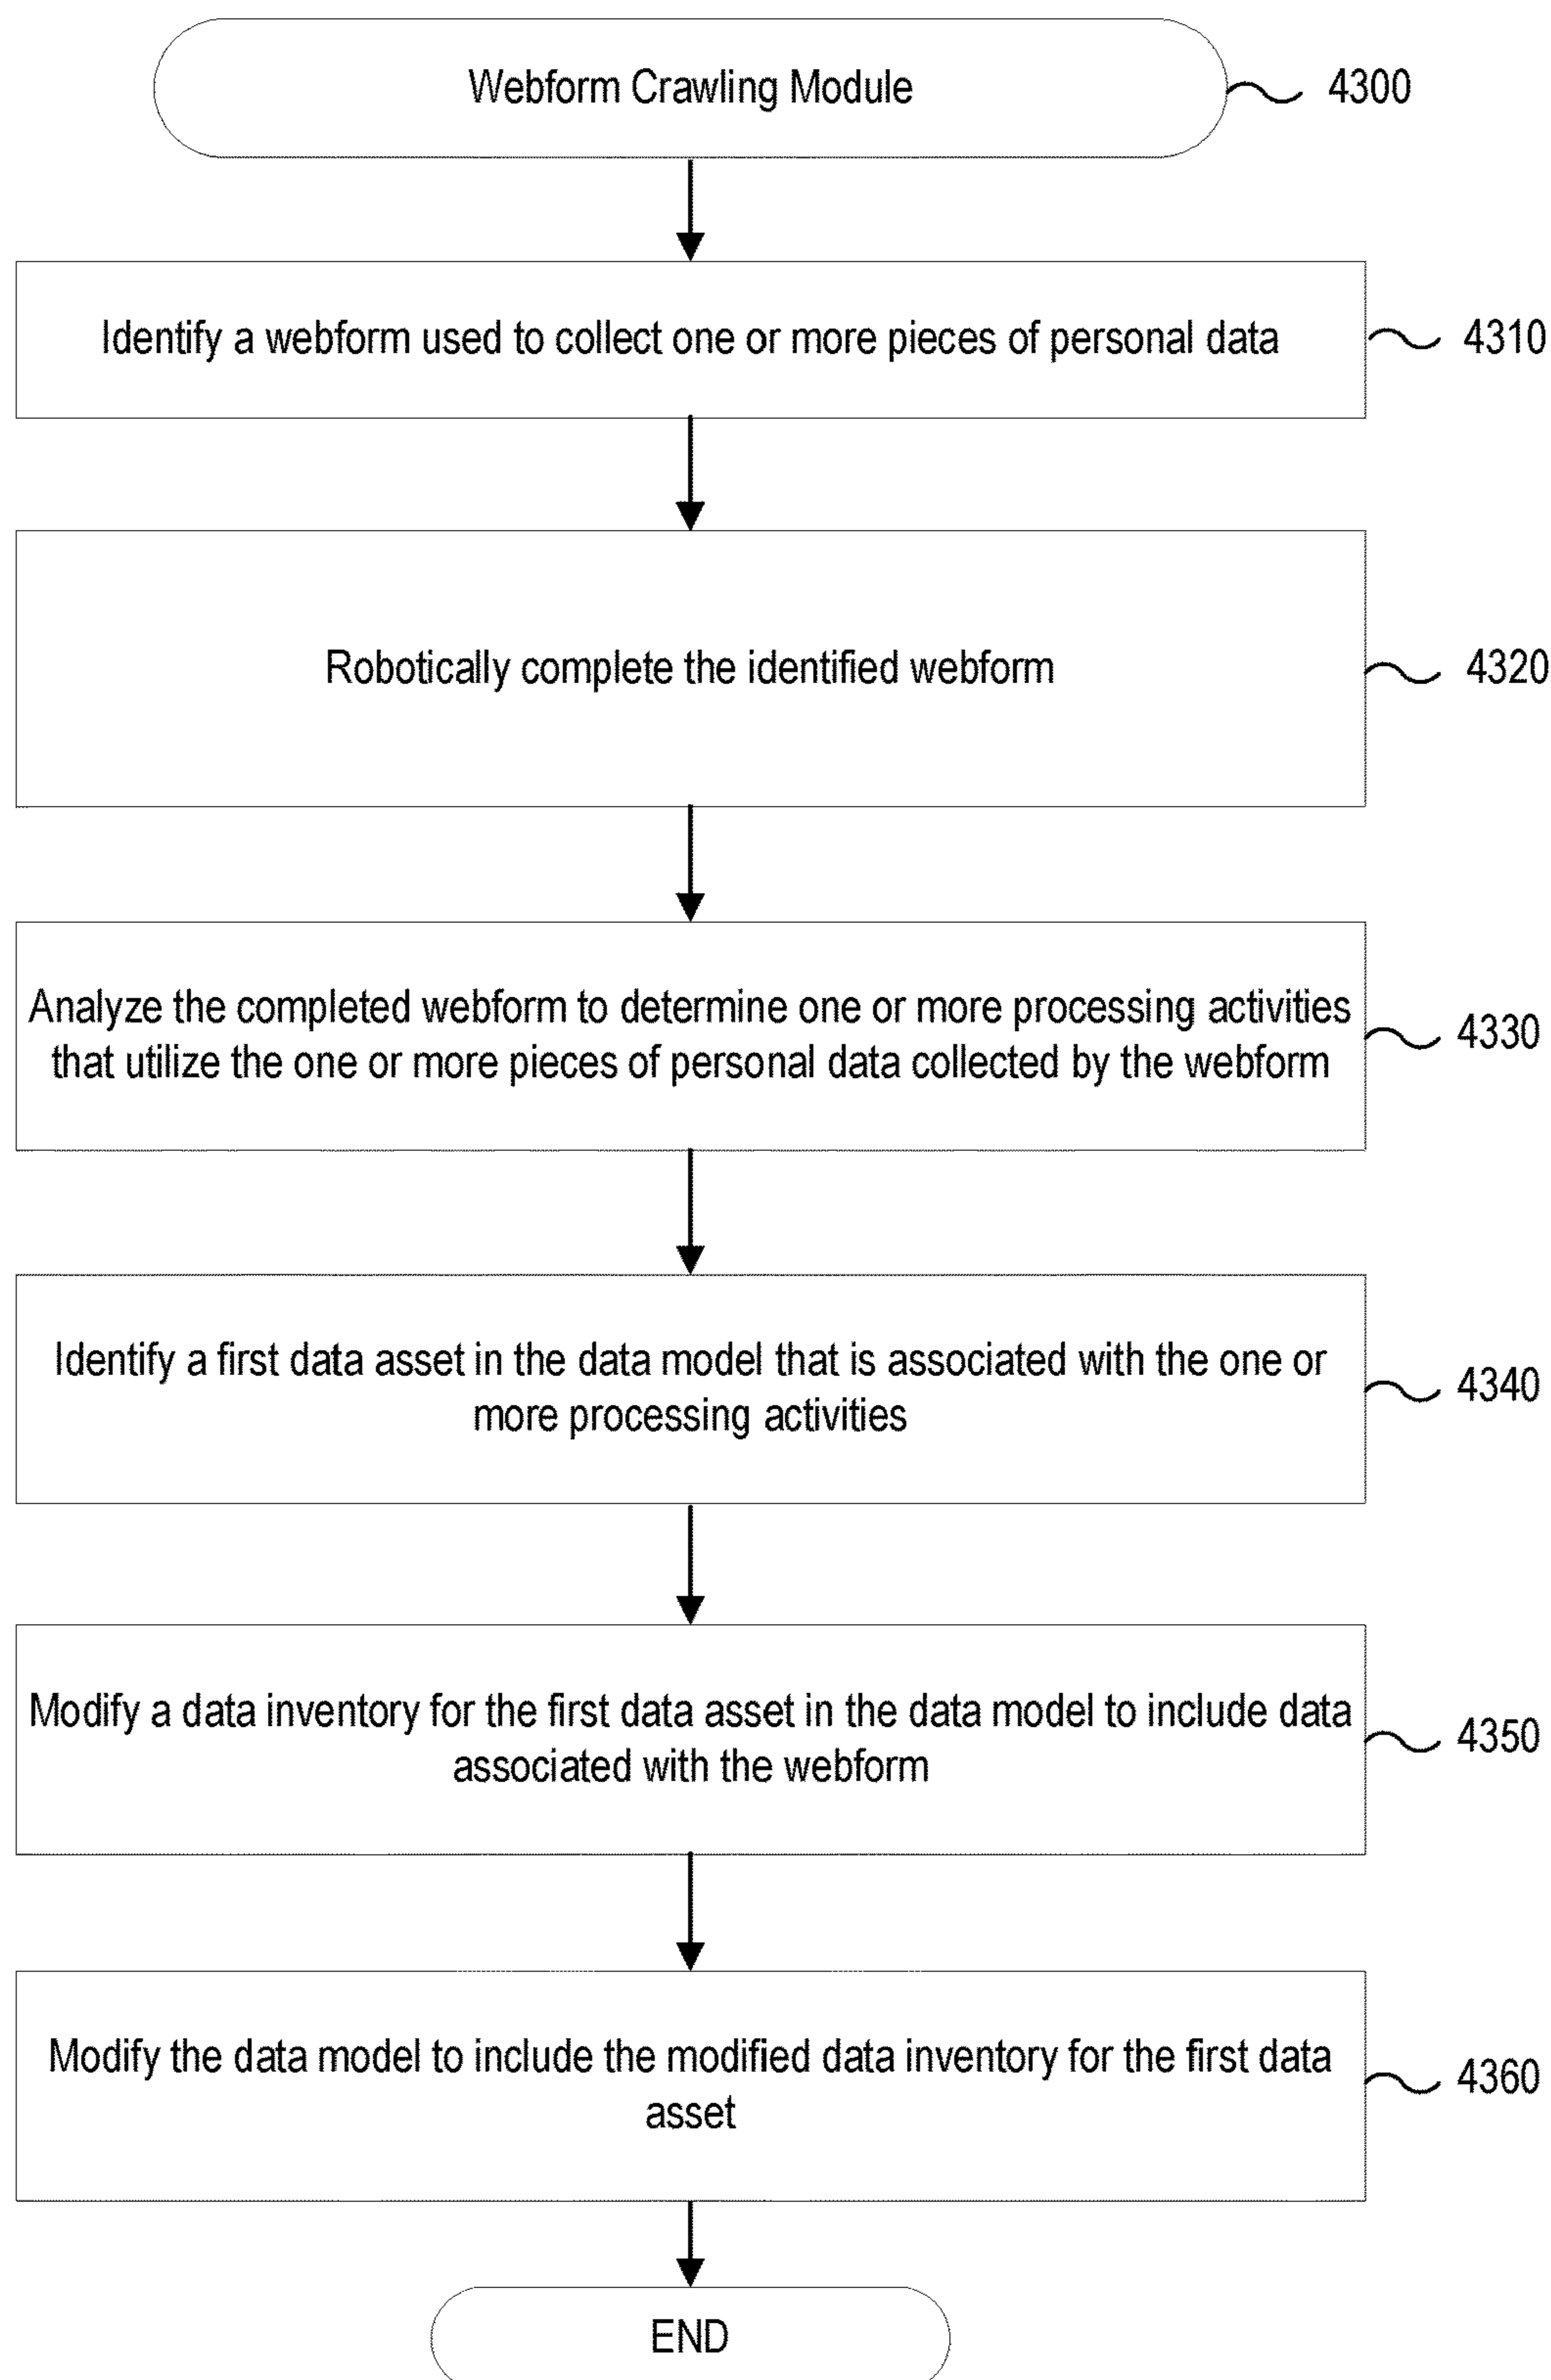 Webform Crawling Module
4300
Identify a webform used to collect one or more pieces of personal data
4310
Robotically complete the identified webform
4320
Analyze the completed webform to determine one or more processing activities
that utilize the one or more pieces of personal data collected by the webform
4330
Identify a first data asset in the data model that is associated with the one or
more processing activities
4340
Modify a data inventory for the first data asset in the data model to include data
associated with the webform
4350
Modify the data model to include the modified data inventory for the first data
asset
4360
END